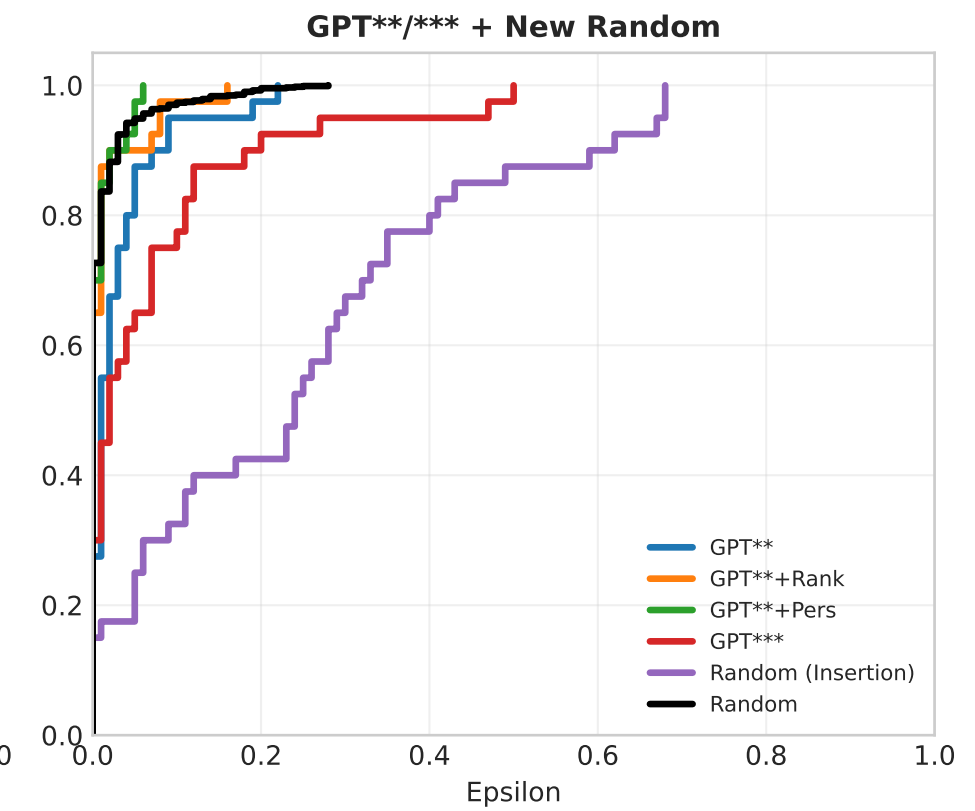 GPT**/*** + New Random
1.0
0.8
0.6
0.4
0.2
0.0
0
0.0 0.2 0.4 0.6 0.8 1.0
Epsilon
GPT**
GPT**+Rank
GPT**+Pers
GPT***
Random (Insertion)
Random